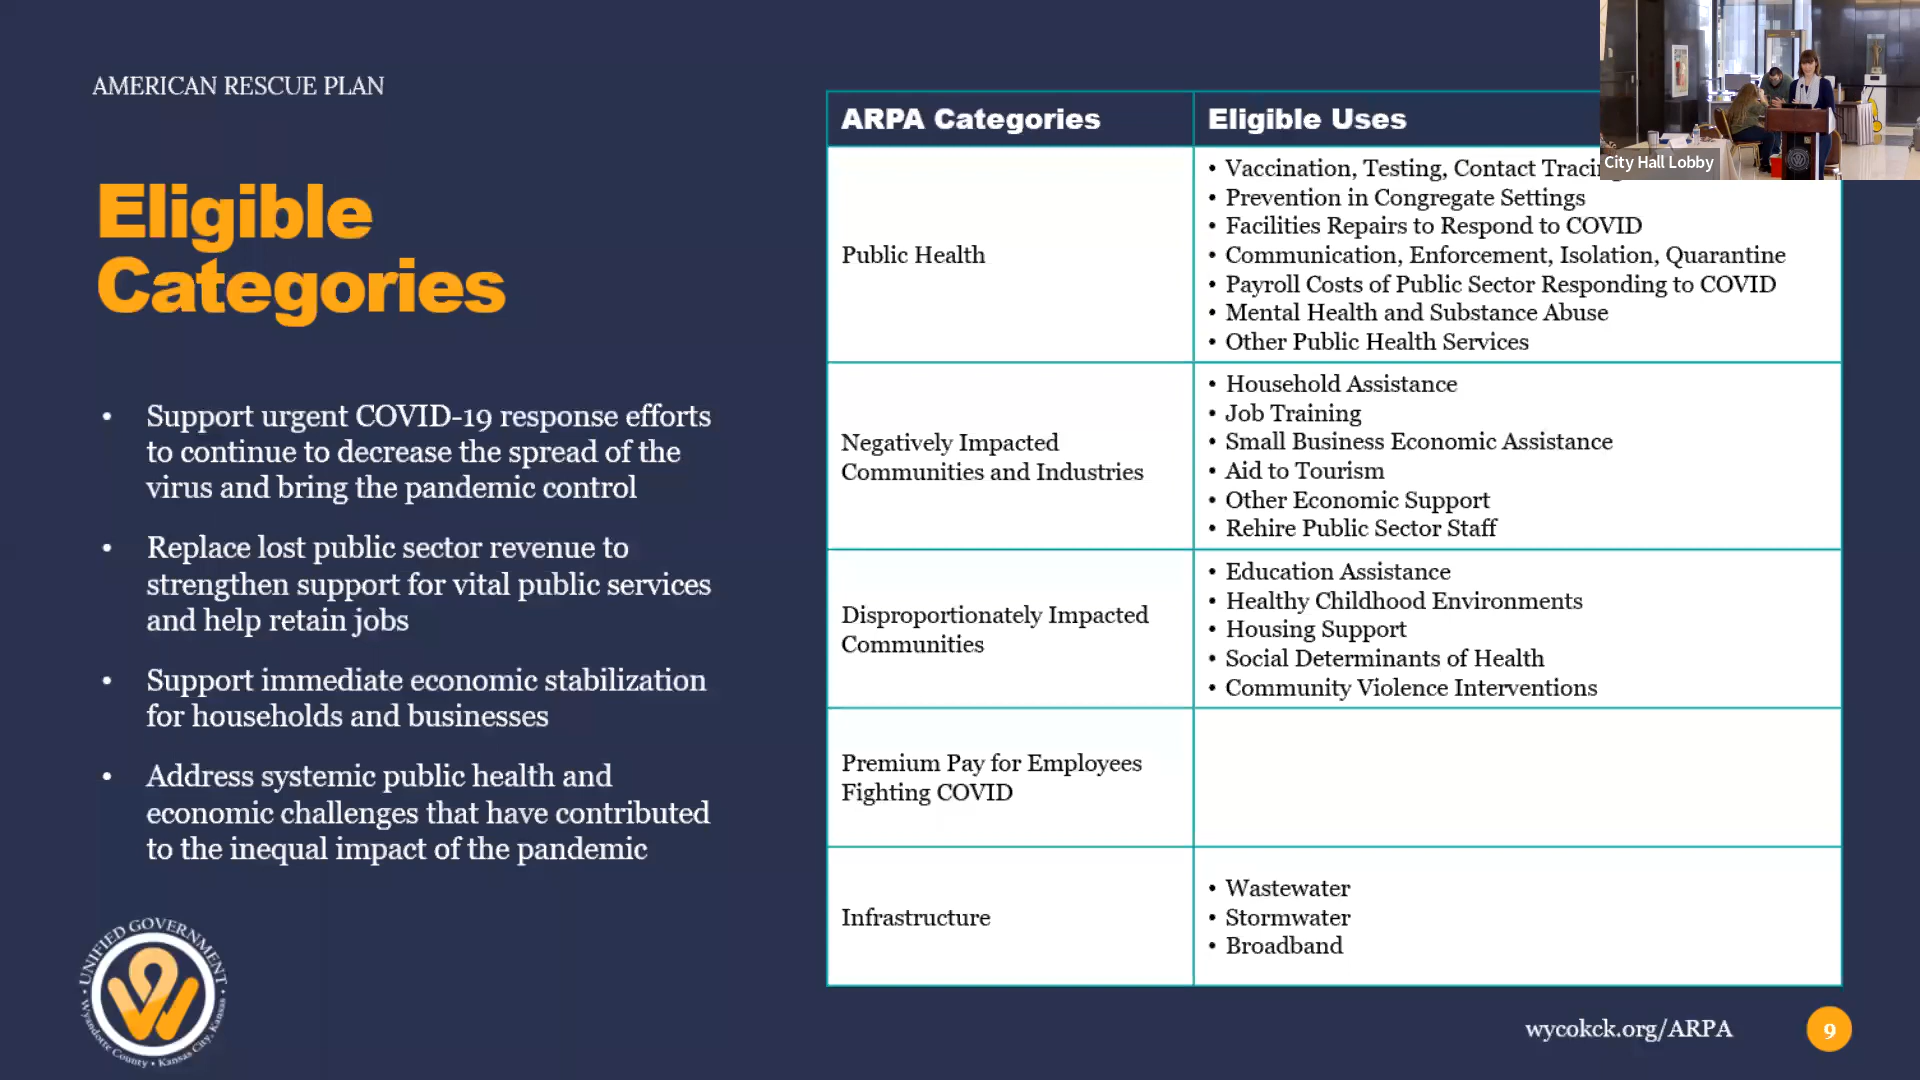 AMERICAN RESCUE PLAN
Eligible
Categories
• Support urgent COVID-19 response efforts
to continue to decrease the spread of the
virus and bring the pandemic control
• Replace lost public sector revenue to
strengthen support for vital public services
and help retain jobs
• Support immediate economic stabilization
for households and businesses
• Address systemic public health and
economic challenges that have contributed
to the inequal impact of the pandemic
UNIFIED GOVERNMENT
Wyandotte County • Kansas City, Kansas
ARPA Categories
Eligible Uses
Public Health
• Vaccination, Testing, Contact
• Prevention in Congregate Settings
• Facilities Repairs to Respond to COVID
• Communication, Enforcement, Isolation, Quarantine
• Payroll Costs of Public Sector Responding to COVID
• Mental Health and Substance Abuse
• Other Public Health Services
Negatively Impacted
Communities and Industries
• Household Assistance
• Job Training
• Small Business Economic Assistance
• Aid to Tourism
• Other Economic Support
• Rehire Public Sector Staff
Disproportionately Impacted
Communities
• Education Assistance
• Healthy Childhood Environments
• Housing Support
• Social Determinants of Health
• Community Violence Interventions
Premium Pay for Employees
Fighting COVID
Infrastructure
• Wastewater
• Stormwater
• Broadband
City Hall Lobby
wycokck.org/ARPA
9